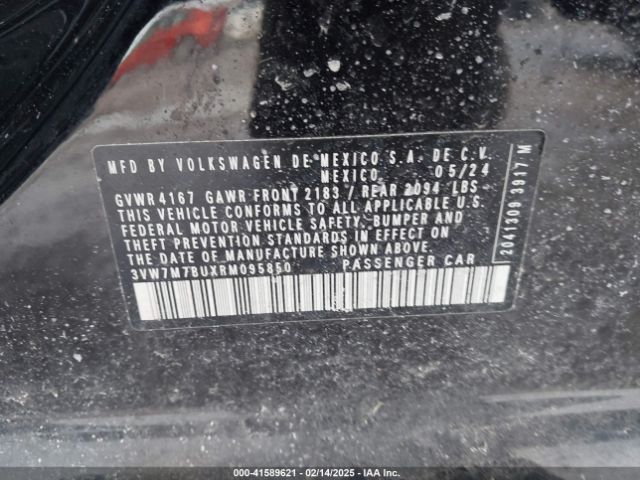 MFD BY VOLKSWAGEN DE MEXICO S.A. DE C.V.
MEXICO 05/24
GVWR 4167 GAWR FRONT 2183 / REAR 2094 LBS
THIS VEHICLE CONFORMS TO ALL APPLICABLE U.S.
FEDERAL MOTOR VEHICLE SAFETY, BUMPER AND
THEFT PREVENTION STANDARDS IN EFFECT ON
THE DATE OF MANUFACTURE SHOWN ABOVE.
3VW7M7BUXRM095850 PASSENGER CAR
2041309 3917 M
000-41589621 - 02/14/2025 - IAA Inc.